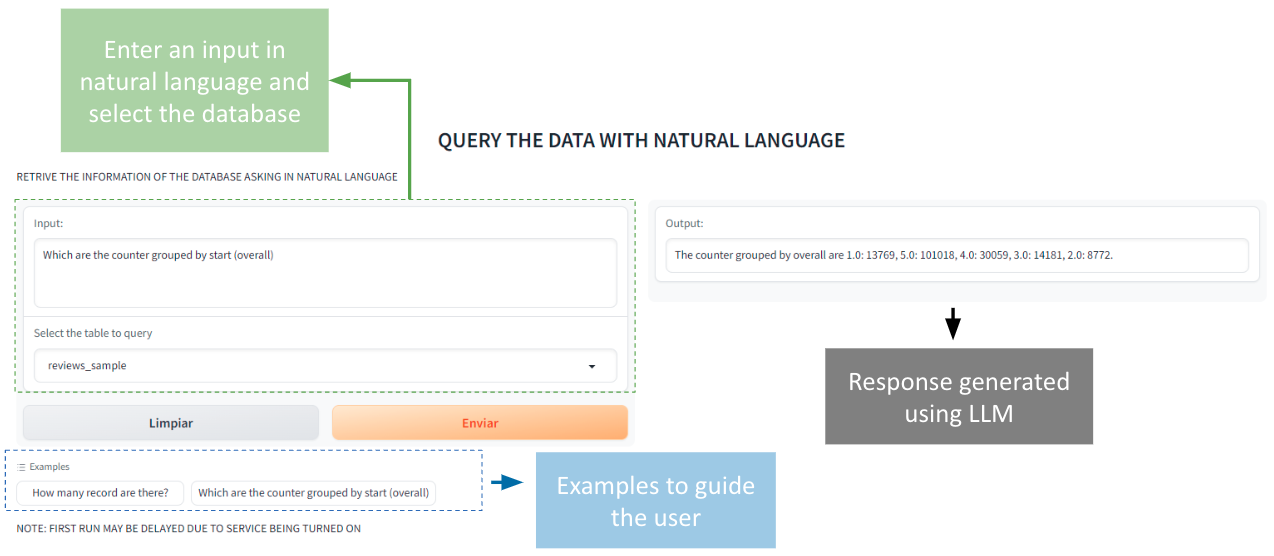 Enter an input in
natural language and
select the database
QUERY THE DATA WITH NATURAL LANGUAGE
RETRIVE THE INFORMATION OF THE DATABASE ASKING IN NATURAL LANGUAGE
Input:
Which are the counter grouped by start (overall)
Select the table to query
reviews_sample
Limpiar
Enviar
Output:
The counter grouped by overall are 1.0: 13769, 5.0: 101018, 4.0: 30059, 3.0: 14181, 2.0: 8772.
Response generated
using LLM
Examples
How many record are there?
Which are the counter grouped by start (overall)
Examples to guide
the user
NOTE: FIRST RUN MAY BE DELAYED DUE TO SERVICE BEING TURNED ON